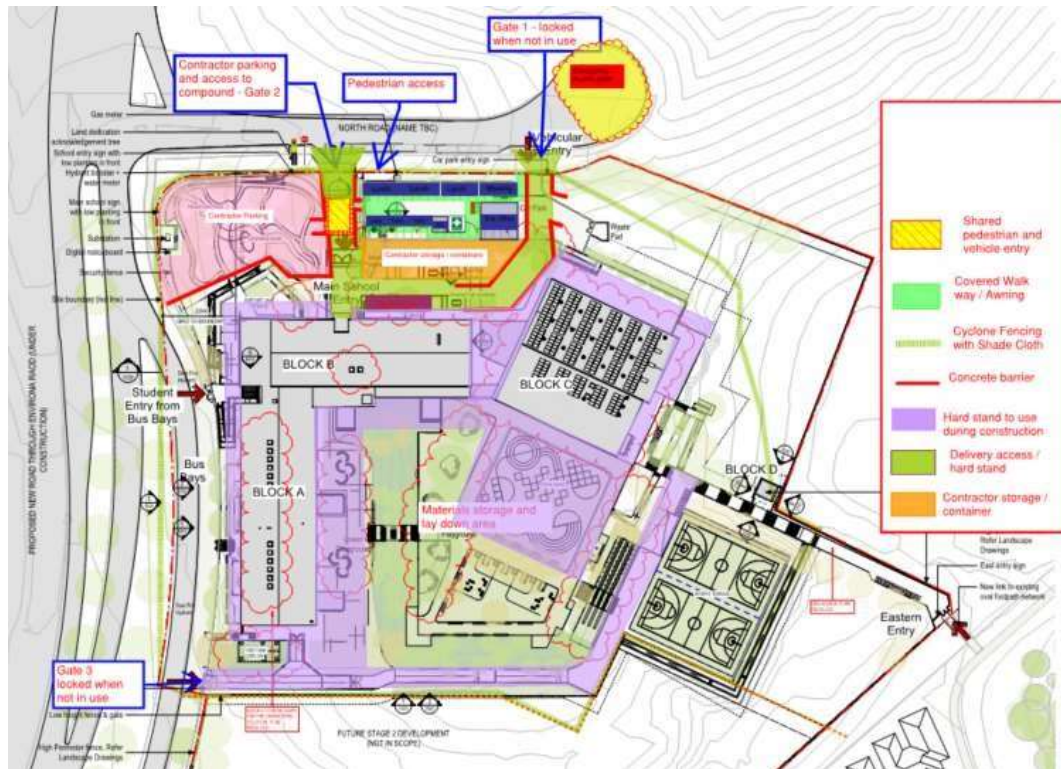 Gate 1 - locked
when not in use
Contractor parking
and access to
compound - Gate 2
Pedestrian access
Gas meter
Land dedication
acknowledgement tree
School entry sign with
low planting in front
Hydrant booster +
water meter
Main school sign
with low planting
in front
Substation
Digital noticeboard
Security fence
Site boundary (red line)
NORTH ROAD (NAME TBC)
Car park entry sign
Vehicular
Entry
Contractor Parking
Contractor storage / containers
Main School
Entry
Waste
Pad
BLOCK B
BLOCK C
BLOCK A
BLOCK D
Student
Entry from
Bus Bays
Bus
Bays
Materials storage and
lay down area
PROPOSED NEW ROAD THROUGH ENVIRONA
CONSTRUCTION)
Shared
pedestrian and
vehicle entry
Covered Walk
way / Awning
Cyclone Fencing
with Shade Cloth
Concrete barrier
Hard stand to use
during construction
Delivery access /
hard stand
Contractor storage /
container
Refer Landscape
Drawings
East entry sign
New link to existing
oval footpath network
Eastern
Entry
Gate 3
locked when
not in use
Low height fence & gate
High Perimeter fence, Refer
Landscape Drawings
FUTURE STAGE 2 DEVELOPMENT
(NOT IN SCOPE)